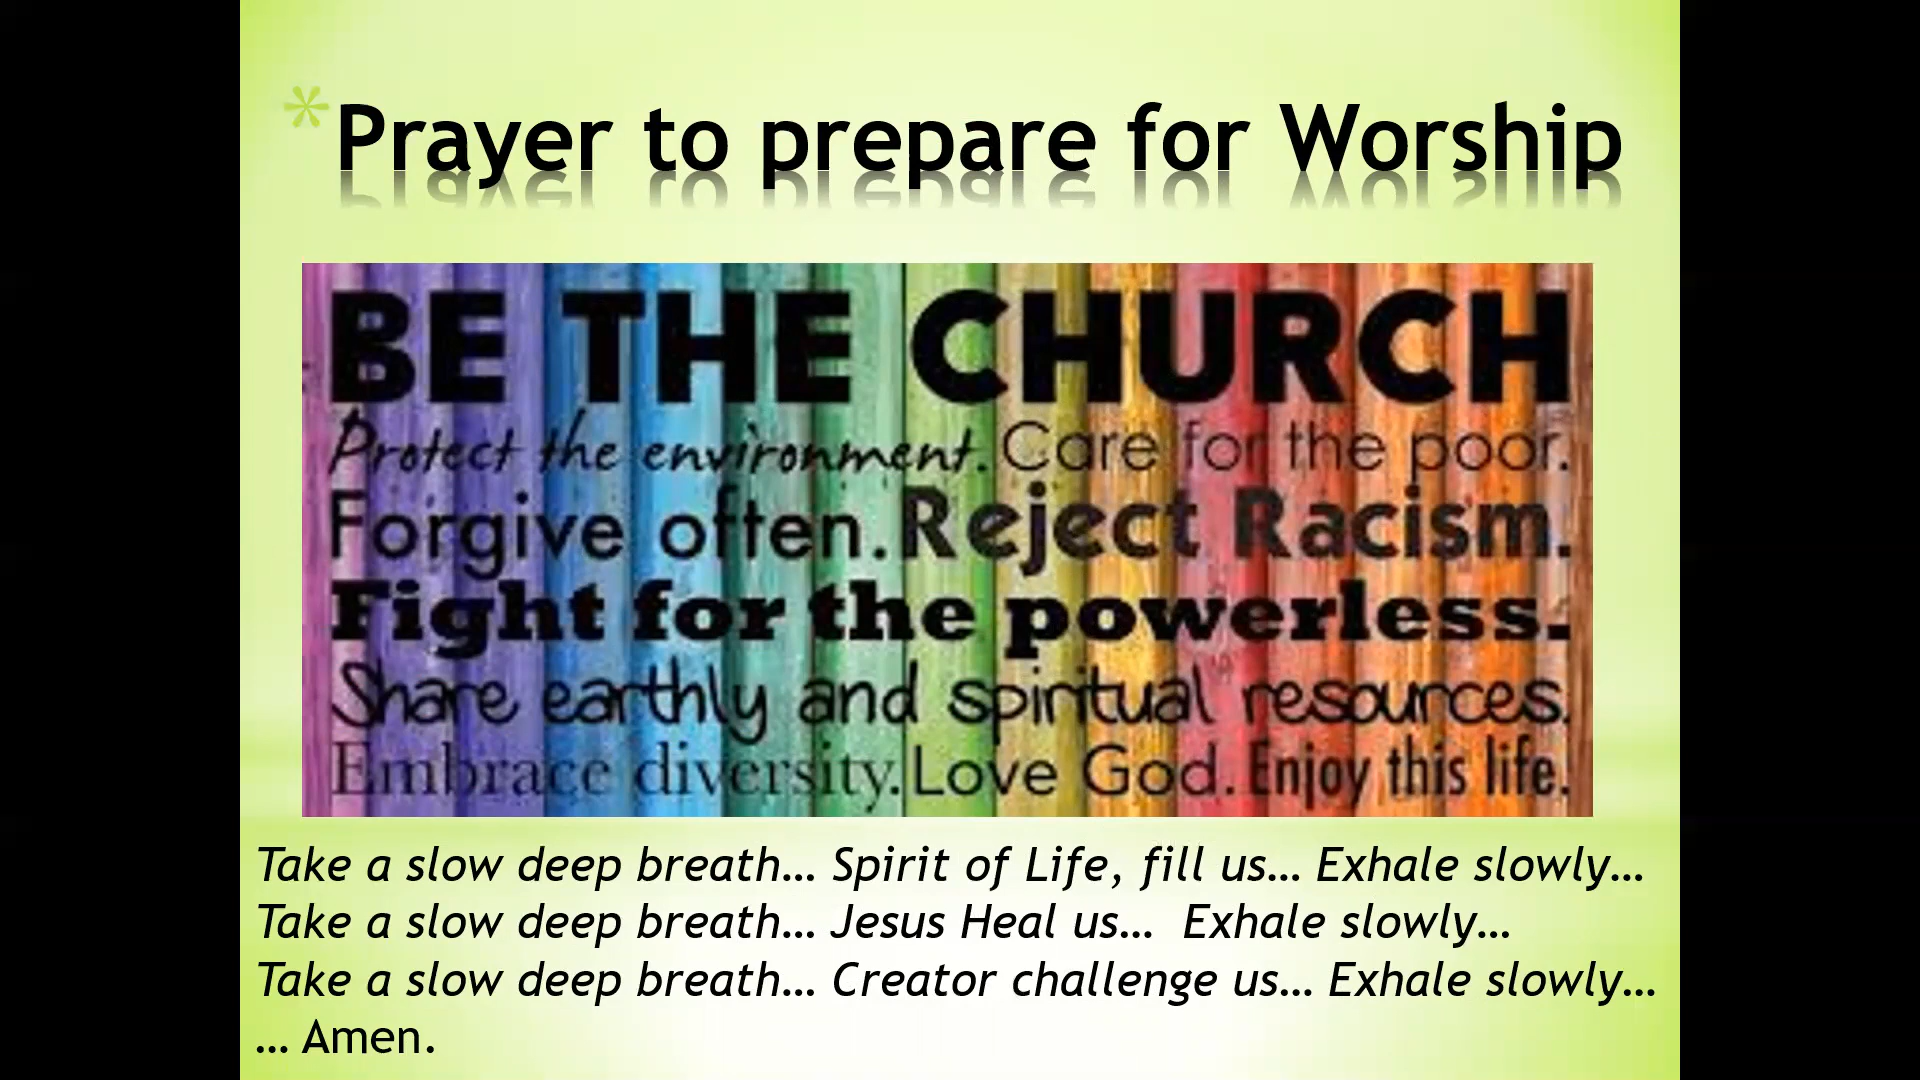 *Prayer to prepare for Worship
BE THE CHURCH
Protect the environment. Care for the poor.
Forgive often. Reject Racism.
Fight for the powerless.
Share earthly and spiritual resources.
Embrace diversity. Love God. Enjoy this life.
Take a slow deep breath… Spirit of Life, fill us… Exhale slowly…
Take a slow deep breath… Jesus Heal us…  Exhale slowly…
Take a slow deep breath… Creator challenge us… Exhale slowly…
… Amen.